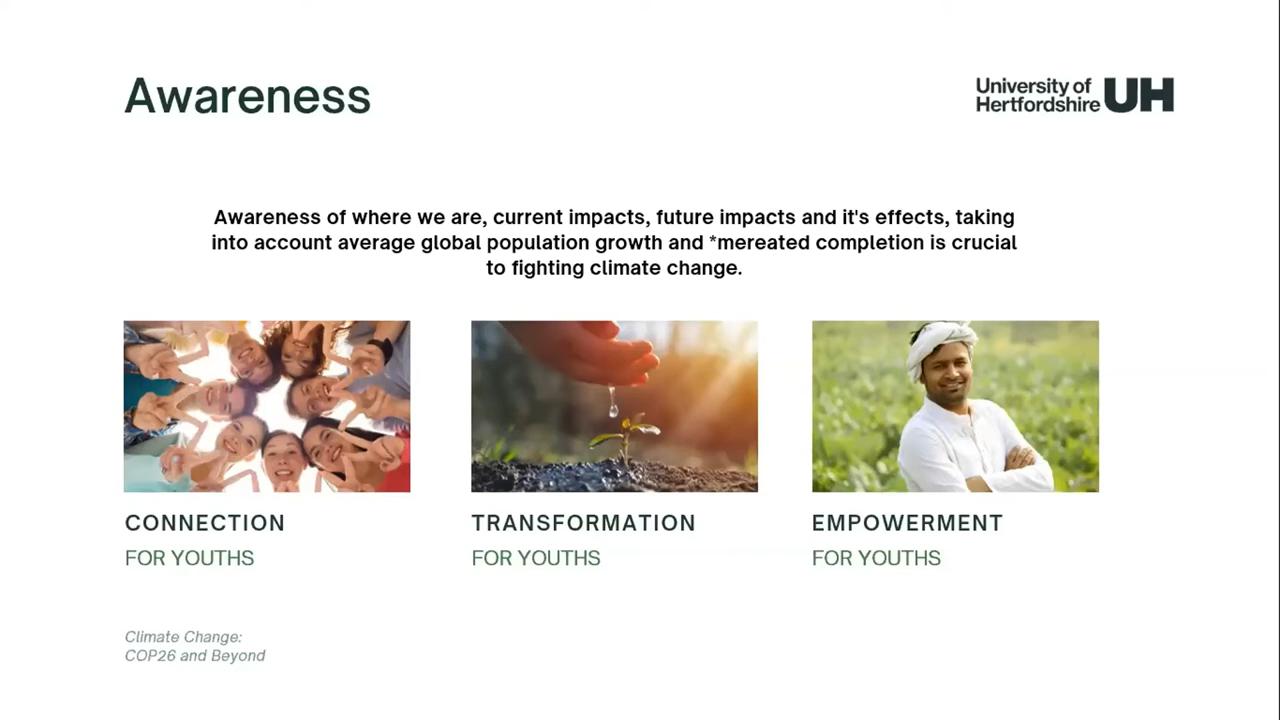 Awareness
University of
Hertfordshire UH
Awareness of where we are, current impacts, future impacts and it's effects, taking
into account average global population growth and *mereated completion is crucial
to fighting climate change.
CONNECTION
FOR YOUTHS
TRANSFORMATION
FOR YOUTHS
EMPOWERMENT
FOR YOUTHS
Climate Change:
COP26 and Beyond